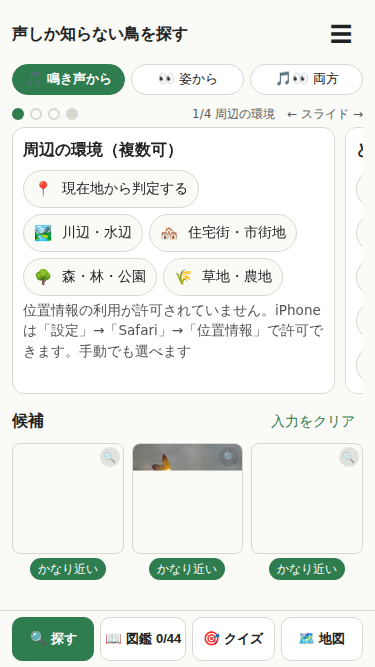 声しか知らない鳥を探す
🎵 鳴き声から 👀 姿から 🎵👀 両方
1/4 周辺の環境 ← スライド →
周辺の環境（複数可）
📍 現在地から判定する
🏞️ 川辺・水辺 🏘️ 住宅街・市街地
🌳 森・林・公園 🌾 草地・農地
位置情報の利用が許可されていません。iPhone
は「設定」→「Safari」→「位置情報」で許可で
きます。手動でも選べます
候補 入力をクリア
かなり近い かなり近い かなり近い
🔍 探す 📖 図鑑 0/44 🎯 クイズ 🗺️ 地図